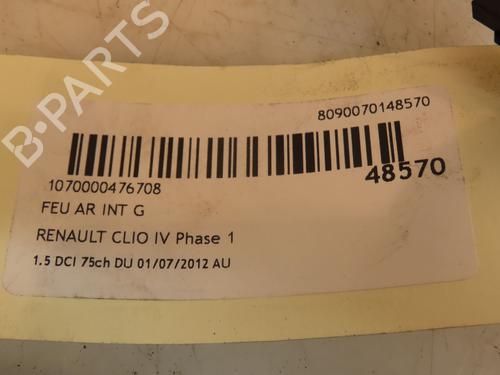 B-PARTS
8090070148570
48570
1070000476708
FEU AR INT G
RENAULT CLIO IV Phase 1
1.5 DCI 75ch DU 01/07/2012 AU